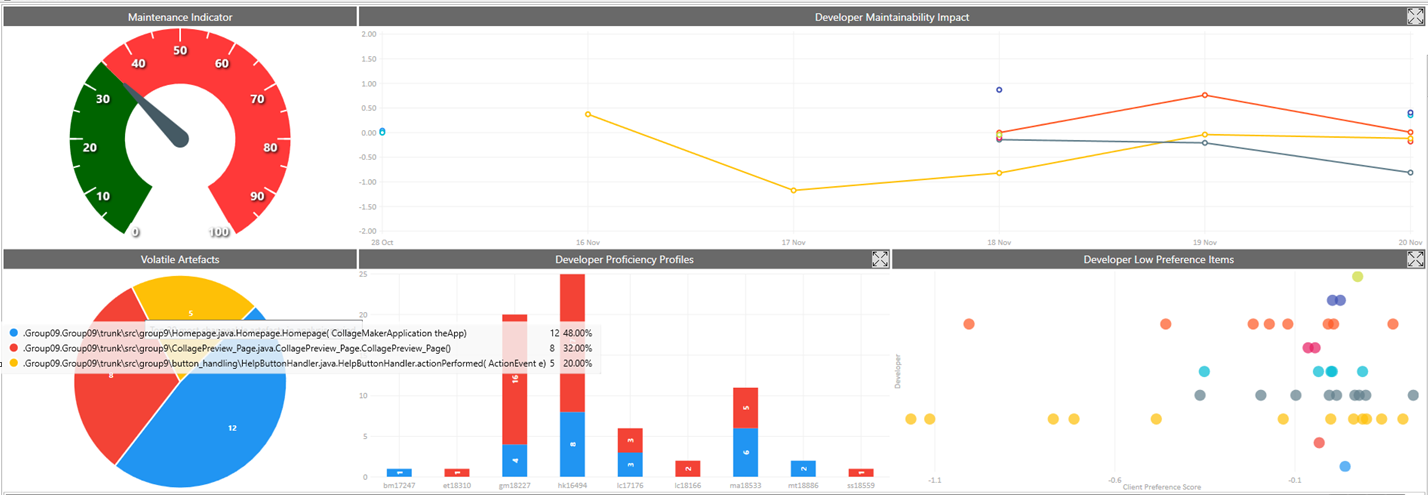 Maintenance Indicator
0
10
20
30
40
50
60
70
80
90
100
Developer Maintainability Impact
2.00
1.50
1.00
0.50
0.00
-0.50
-1.00
-1.50
-2.00
28 Oct
16 Nov
17 Nov
18 Nov
19 Nov
20 Nov
Volatile Artefacts
5
8
12
.Group09.Group09\trunk\src\group9\Homepage.java.Homepage.Homepage( CollageMakerApplication theApp) 12 48.00%
.Group09.Group09\trunk\src\group9\CollagePreview_Page.java.CollagePreview_Page.CollagePreview_Page() 8 32.00%
.Group09.Group09\trunk\src\group9\button_handling\HelpButtonHandler.java.HelpButtonHandler.actionPerformed( ActionEvent e) 5 20.00%
Developer Proficiency Profiles
25
20
10
5
0
1
1
16
4
8
3
3
2
5
6
2
1
bm17247
et18310
gm18227
hk16494
lc17176
lc18166
ma18533
mt18886
ss18559
Developer Low Preference Items
Developer
-1.1
-0.6
-0.1
Client Preference Score